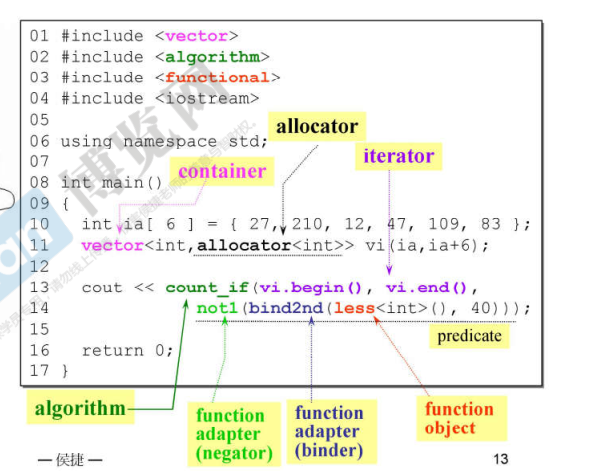 01 #include <vector>
02 #include <algorithm>
03 #include <functional>
04 #include <iostream>
05
allocator
06 using namespace std;
iterator
07
container
08 int main()
09 {
10   int ia[ 6 ] = { 27, 210, 12, 47, 109, 83 };
11   vector<int,allocator<int>> vi(ia,ia+6);
12
13   cout << count_if(vi.begin(), vi.end(),
14           not1(bind2nd(less<int>(), 40)));
15
predicate
16   return 0;
17 }
algorithm
function
adapter
(negator)
function
adapter
(binder)
function
object
— 侯捷 —
13
博览网